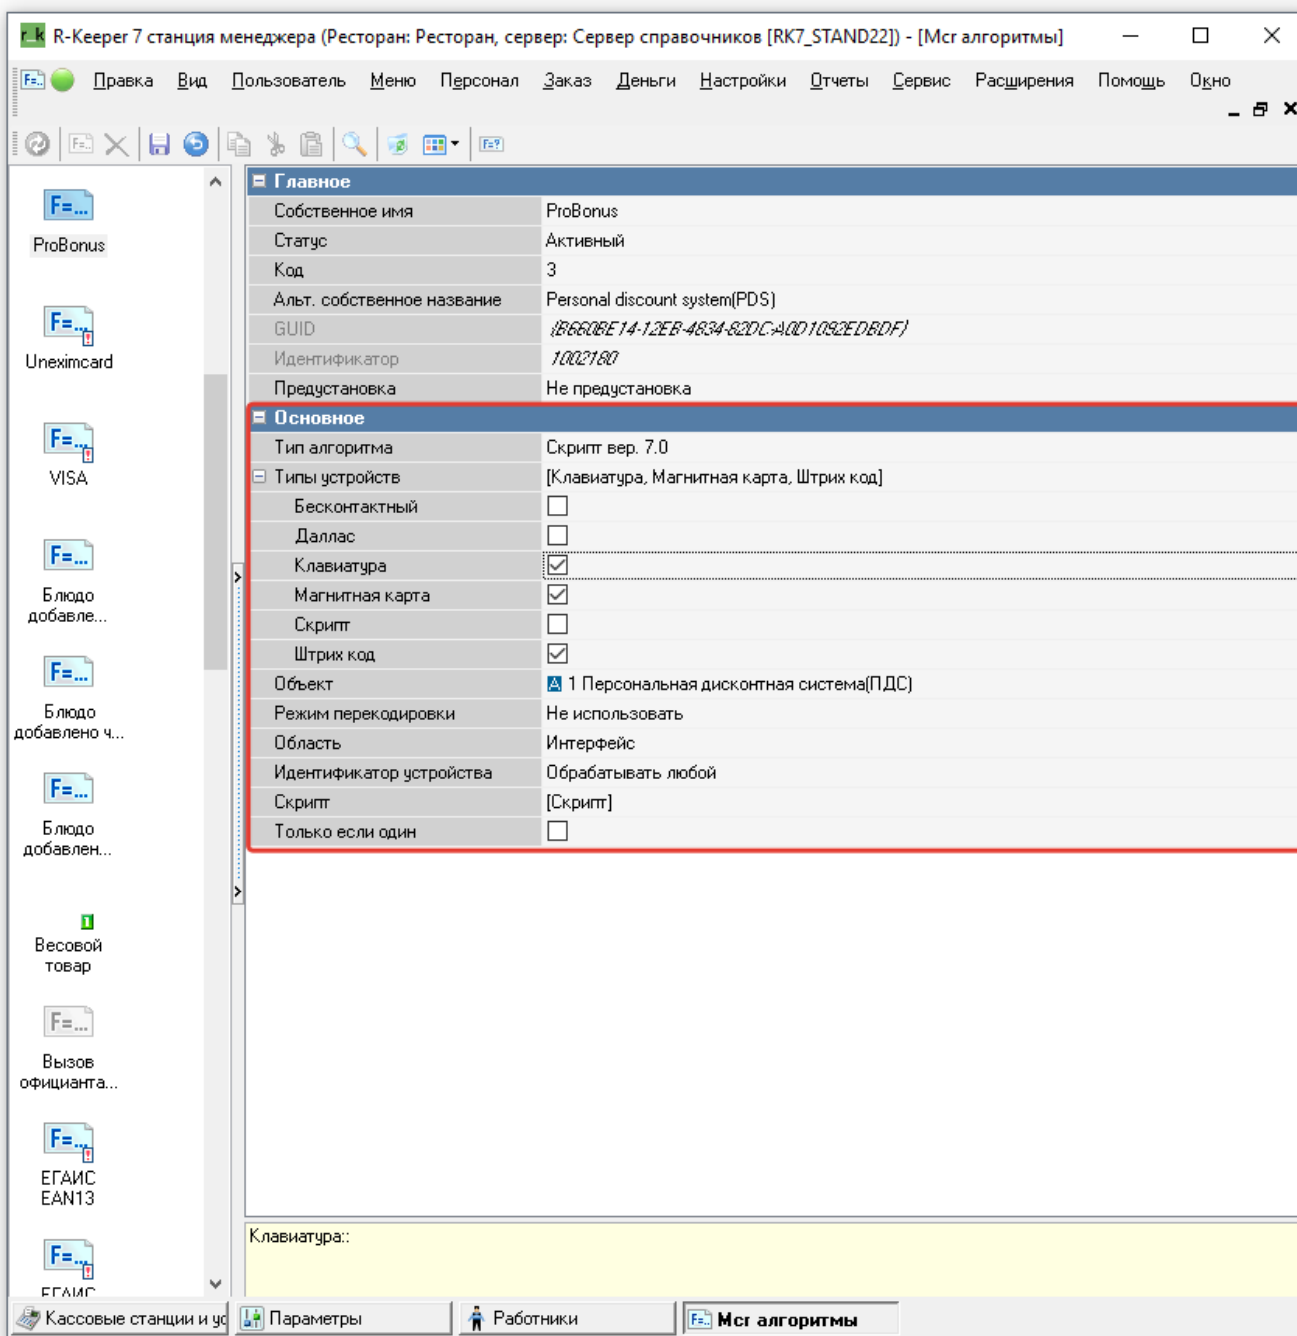 r_k R-Keeper 7 станция менеджера (Ресторан: Ресторан, сервер: Сервер справочников [RK7_STAND22]) - [Мсг алгоритмы]
Правка Вид Пользователь Меню Персонал Заказ Деньги Настройки Отчеты Сервис Расширения Помощь Окно
ProBonus
Uneximcard
VISA
Блюдо
добавле...
Блюдо
добавлено ч...
Блюдо
добавлен...
Весовой
товар
Вызов
официанта...
ЕГАИС
EAN13
ЕГАИС
Главное
Собственное имя ProBonus
Статус Активный
Код 3
Альт. собственное название Personal discount system(PDS)
GUID {B660BE14-12EB-4834-82DC-A0D1092EDBDF}
Идентификатор 1002180
Предустановка Не предустановка
Основное
Тип алгоритма Скрипт вер. 7.0
Типы устройств [Клавиатура, Магнитная карта, Штрих код]
Бесконтактный
Даллас
Клавиатура
Магнитная карта
Скрипт
Штрих код
Объект A 1 Персональная дисконтная система(ПДС)
Режим перекодировки Не использовать
Область Интерфейс
Идентификатор устройства Обрабатывать любой
Скрипт [Скрипт]
Только если один
Клавиатура::
Кассовые станции и ус Параметры Работники Мсг алгоритмы